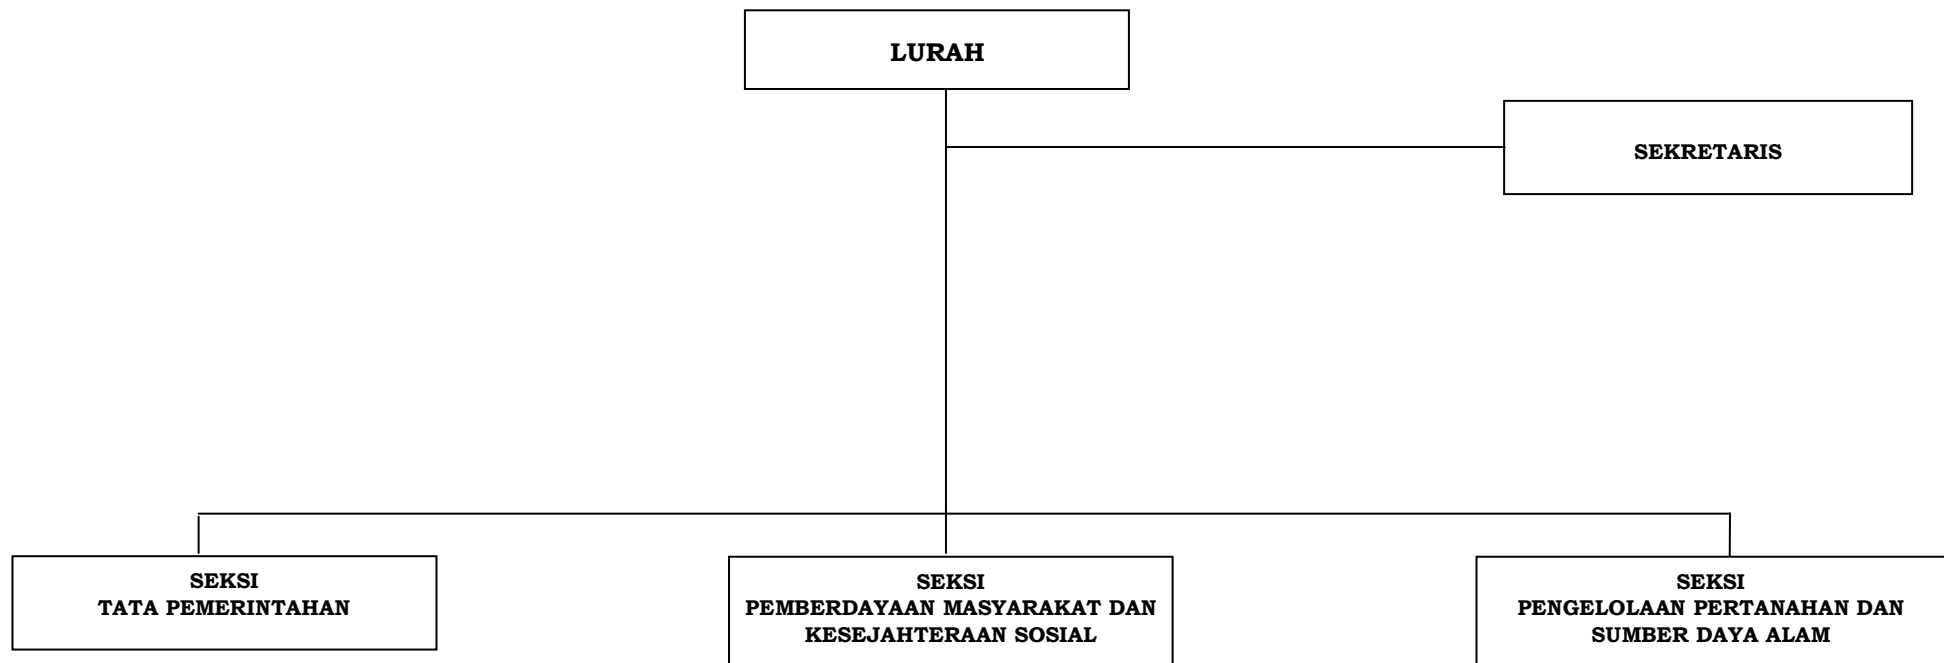 LURAH
SEKRETARIS
SEKSI
TATA PEMERINTAHAN
SEKSI
PEMBERDAYAAN MASYARAKAT DAN
KESEJAHTERAAN SOSIAL
SEKSI
PENGELOLAAN PERTANAHAN DAN
SUMBER DAYA ALAM